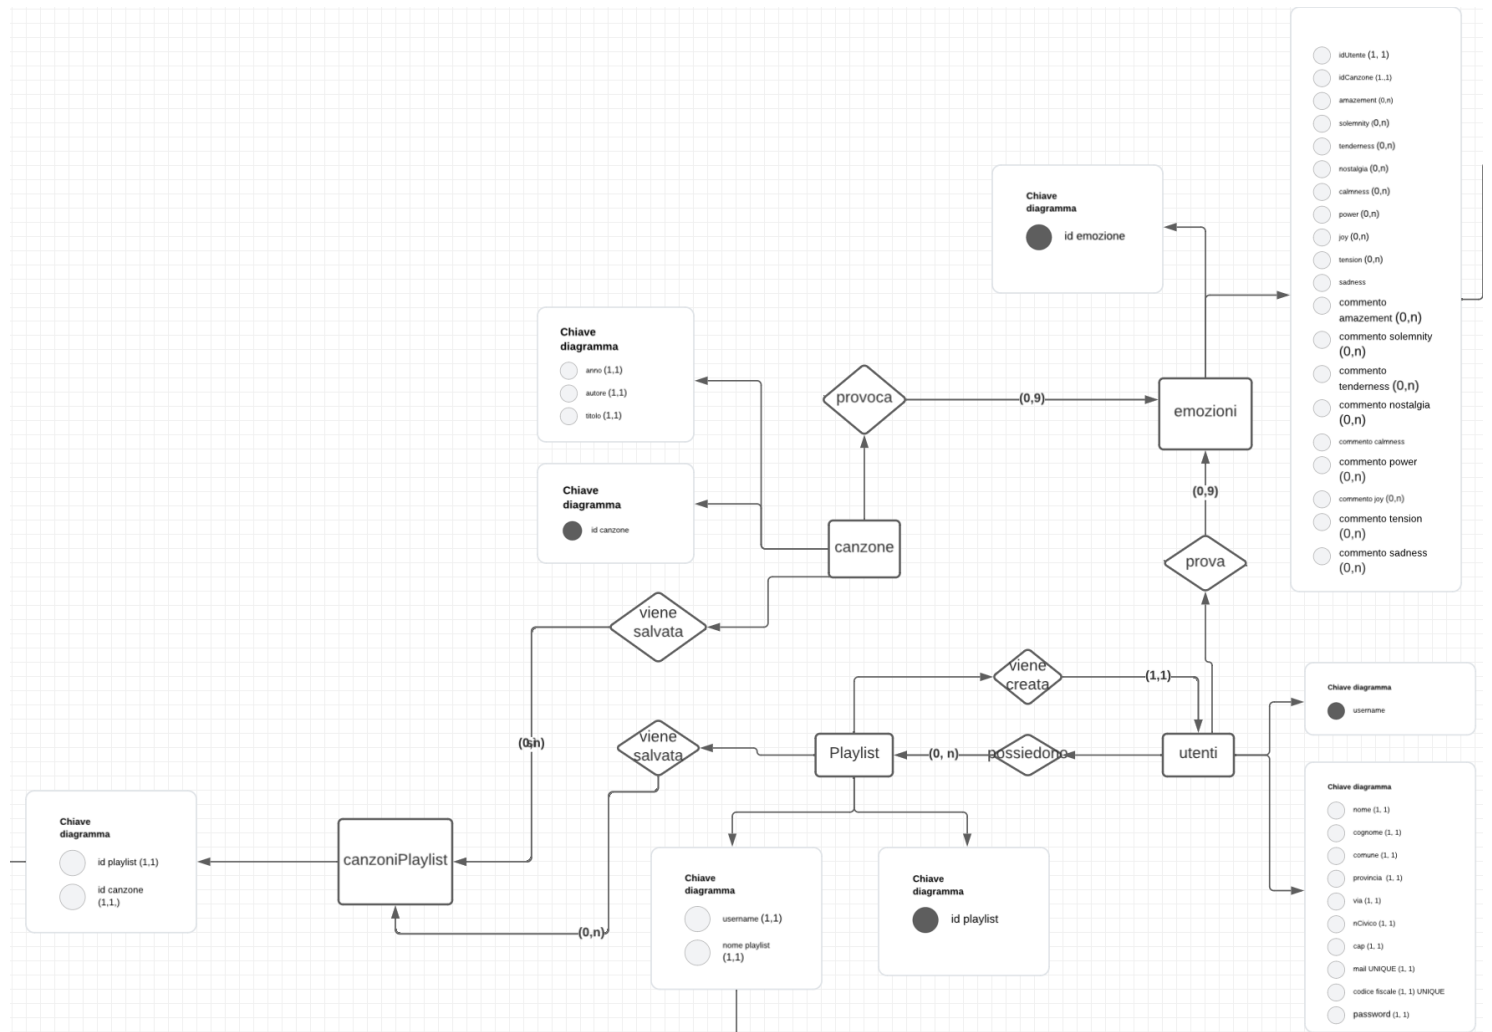 idUtente (1, 1)
idCanzone (1.,1)
amazement (0,n)
solemnity (0,n)
tenderness (0,n)
nostalgia (0,n)
calmness (0,n)
power (0,n)
joy (0,n)
tension (0,n)
sadness
commento
amazement (0,n)
commento solemnity
(0,n)
commento
tenderness (0,n)
commento nostalgia
(0,n)
commento calmness
commento power
(0,n)
commento joy (0,n)
commento tension
(0,n)
commento sadness
(0,n)
Chiave
diagramma
id emozione
Chiave
diagramma
anno (1,1)
autore (1,1)
titolo (1,1)
provoca
(0,9)
emozioni
Chiave
diagramma
id canzone
canzone
(0,9)
prova
viene
salvata
viene
creata
(1,1)
Chiave diagramma
username
viene
salvata
Playlist
(0, n)
possiedono
utenti
Chiave diagramma
nome (1, 1)
cognome (1, 1)
comune (1, 1)
provincia (1, 1)
via (1, 1)
nCivico (1, 1)
cap (1, 1)
mail UNIQUE (1, 1)
codice fiscale (1, 1) UNIQUE
password (1, 1)
Chiave
diagramma
id playlist (1,1)
id canzone
(1,1,)
canzoniPlaylist
(0,n)
Chiave
diagramma
username (1,1)
nome playlist
(1,1)
Chiave
diagramma
id playlist